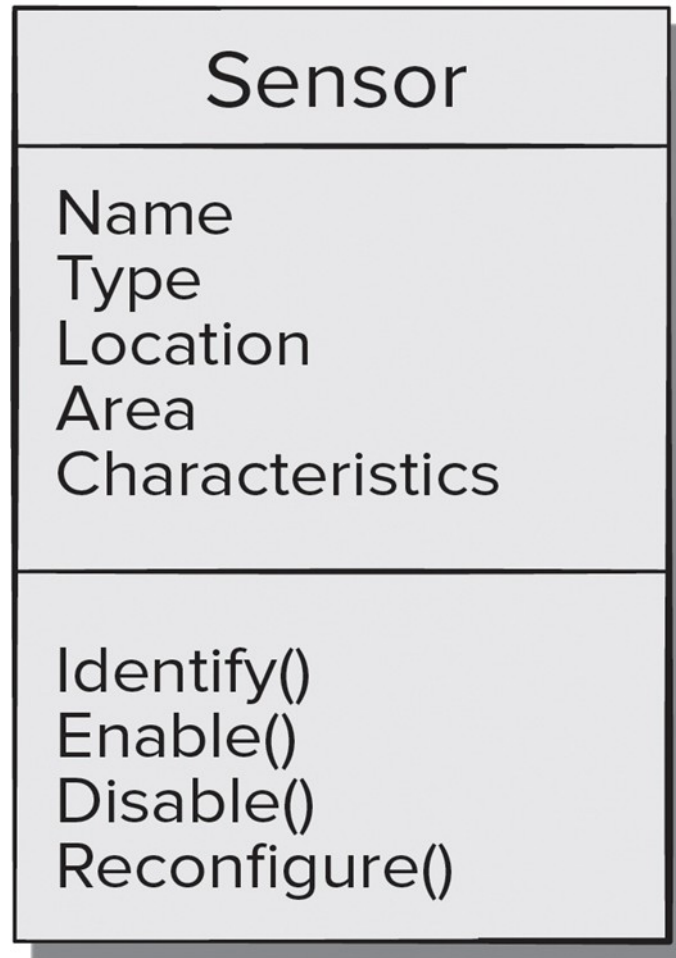 Sensor
Name
Type
Location
Area
Characteristics
Identify()
Enable()
Disable()
Reconfigure()